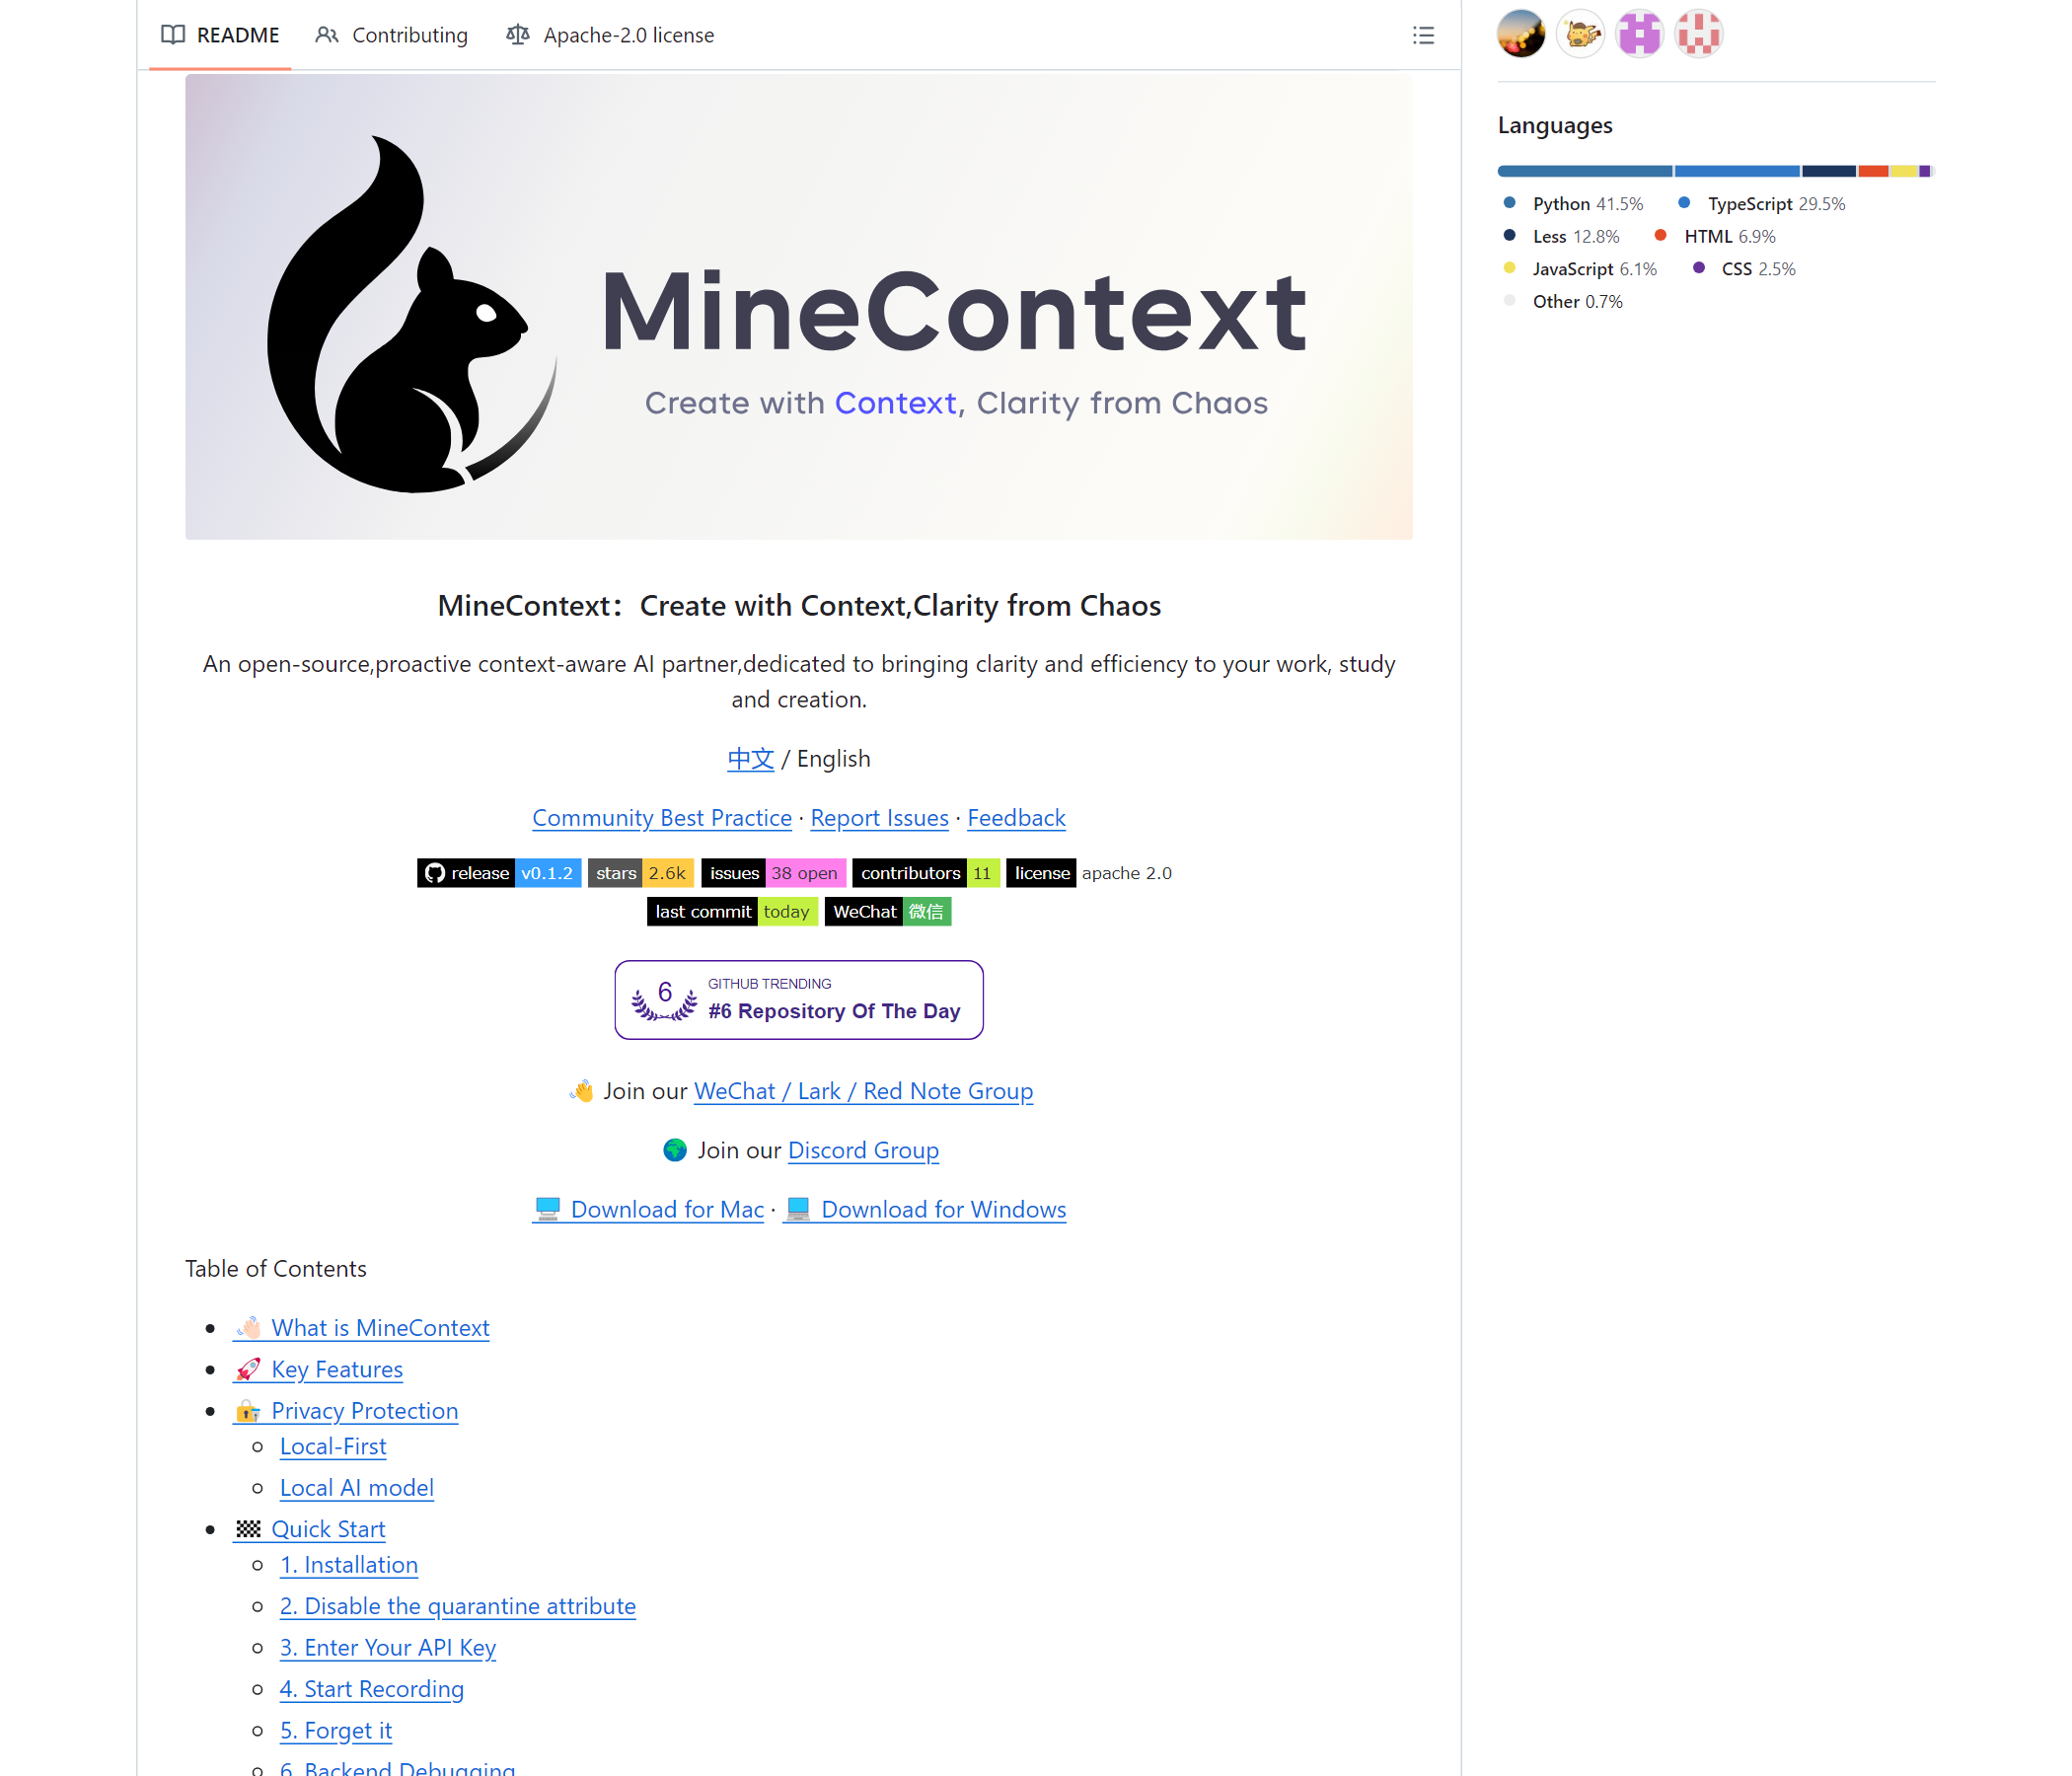 README
Contributing
Apache-2.0 license
MineContext
Create with Context, Clarity from Chaos
MineContext：Create with Context,Clarity from Chaos
An open-source,proactive context-aware AI partner,dedicated to bringing clarity and efficiency to your work, study
and creation.
中文 / English
Community Best Practice · Report Issues · Feedback
release v0.1.2 stars 2.6k issues 38 open contributors 11 license apache 2.0
last commit today WeChat 微信
6
GITHUB TRENDING
#6 Repository Of The Day
👋 Join our WeChat / Lark / Red Note Group
🌍 Join our Discord Group
🖥️ Download for Mac · 💻 Download for Windows
Table of Contents
• 👋🏻 What is MineContext
• 🚀 Key Features
• 🔏 Privacy Protection
○ Local-First
○ Local AI model
• 🏁 Quick Start
○ 1. Installation
○ 2. Disable the quarantine attribute
○ 3. Enter Your API Key
○ 4. Start Recording
○ 5. Forget it
○ 6. Backend Debugging
Languages
Python 41.5%
TypeScript 29.5%
Less 12.8%
HTML 6.9%
JavaScript 6.1%
CSS 2.5%
Other 0.7%